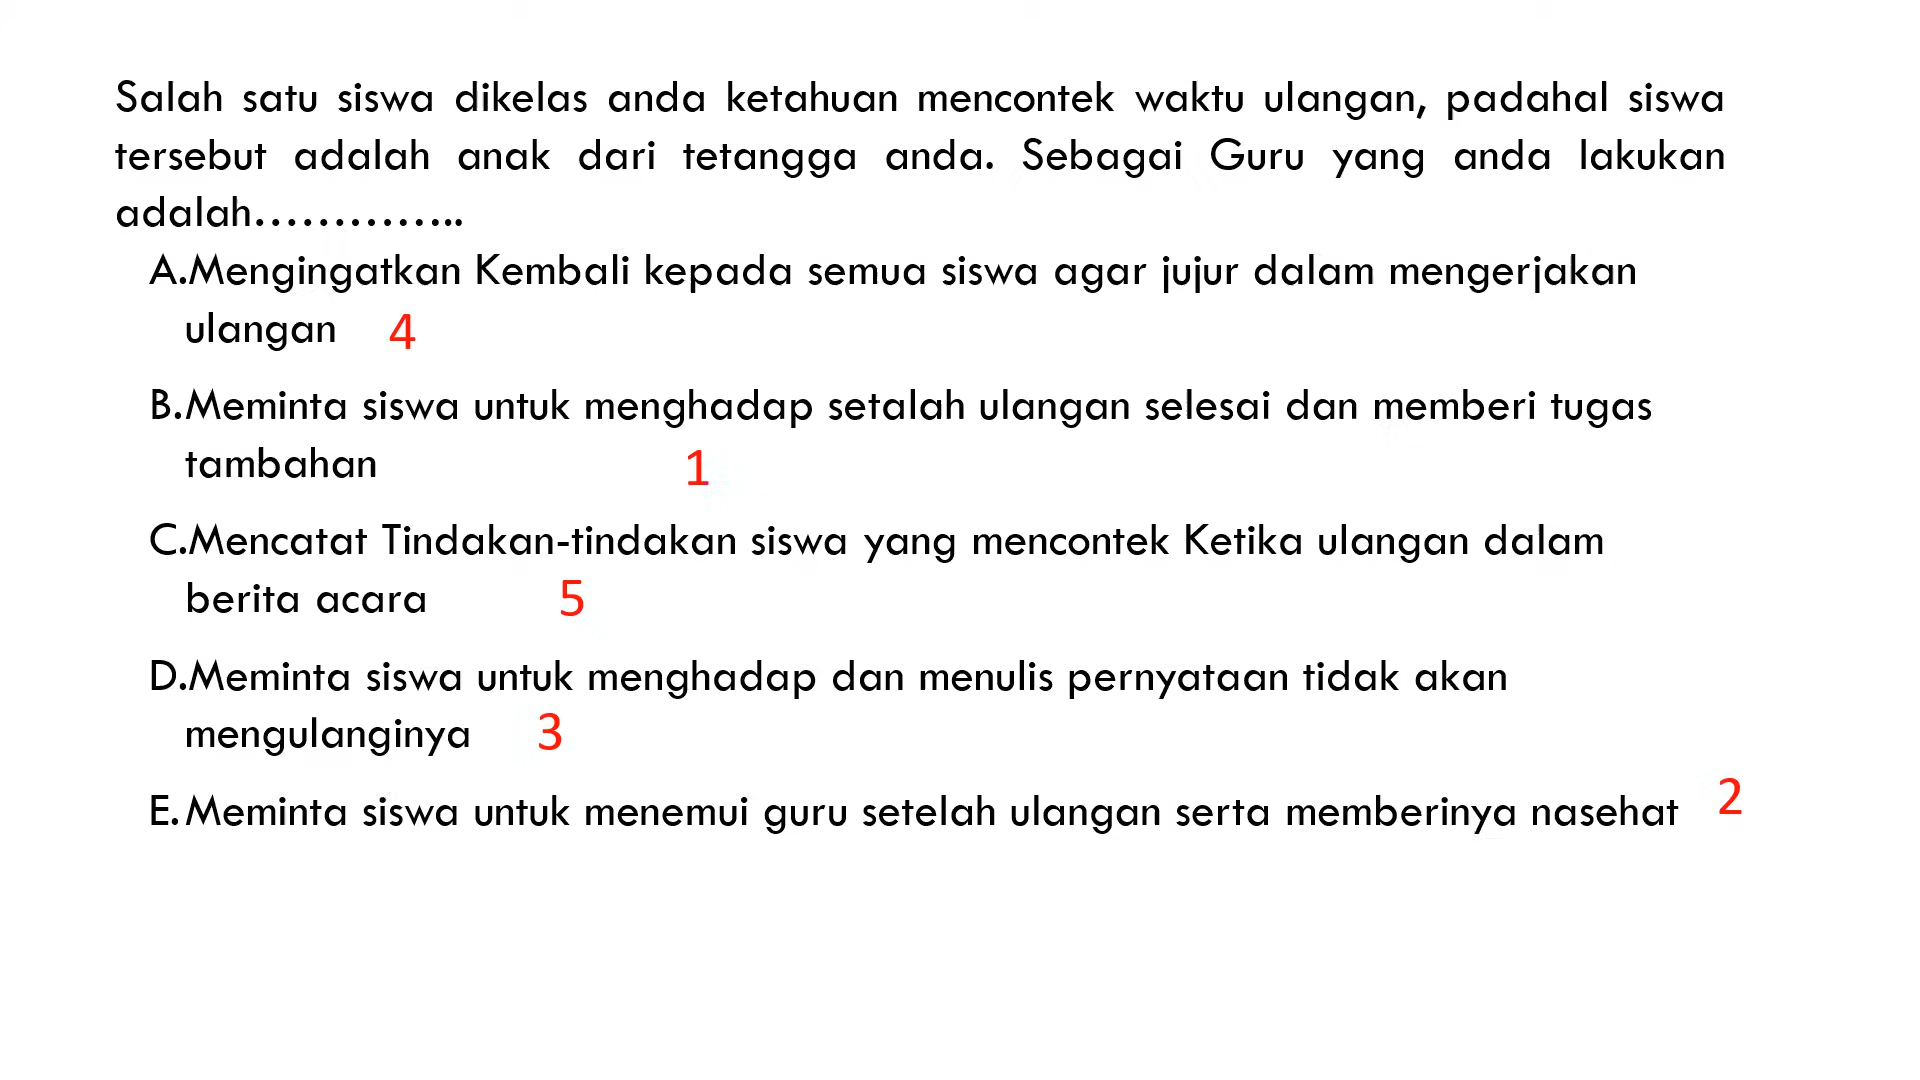 Salah satu siswa dikelas anda ketahuan mencontek waktu ulangan, padahal siswa
tersebut adalah anak dari tetangga anda. Sebagai Guru yang anda lakukan
adalah…………..
A.Mengingatkan Kembali kepada semua siswa agar jujur dalam mengerjakan
ulangan 4
B.Meminta siswa untuk menghadap setalah ulangan selesai dan memberi tugas
tambahan 1
C.Mencatat Tindakan-tindakan siswa yang mencontek Ketika ulangan dalam
berita acara 5
D.Meminta siswa untuk menghadap dan menulis pernyataan tidak akan
mengulanginya 3
E.Meminta siswa untuk menemui guru setelah ulangan serta memberinya nasehat 2